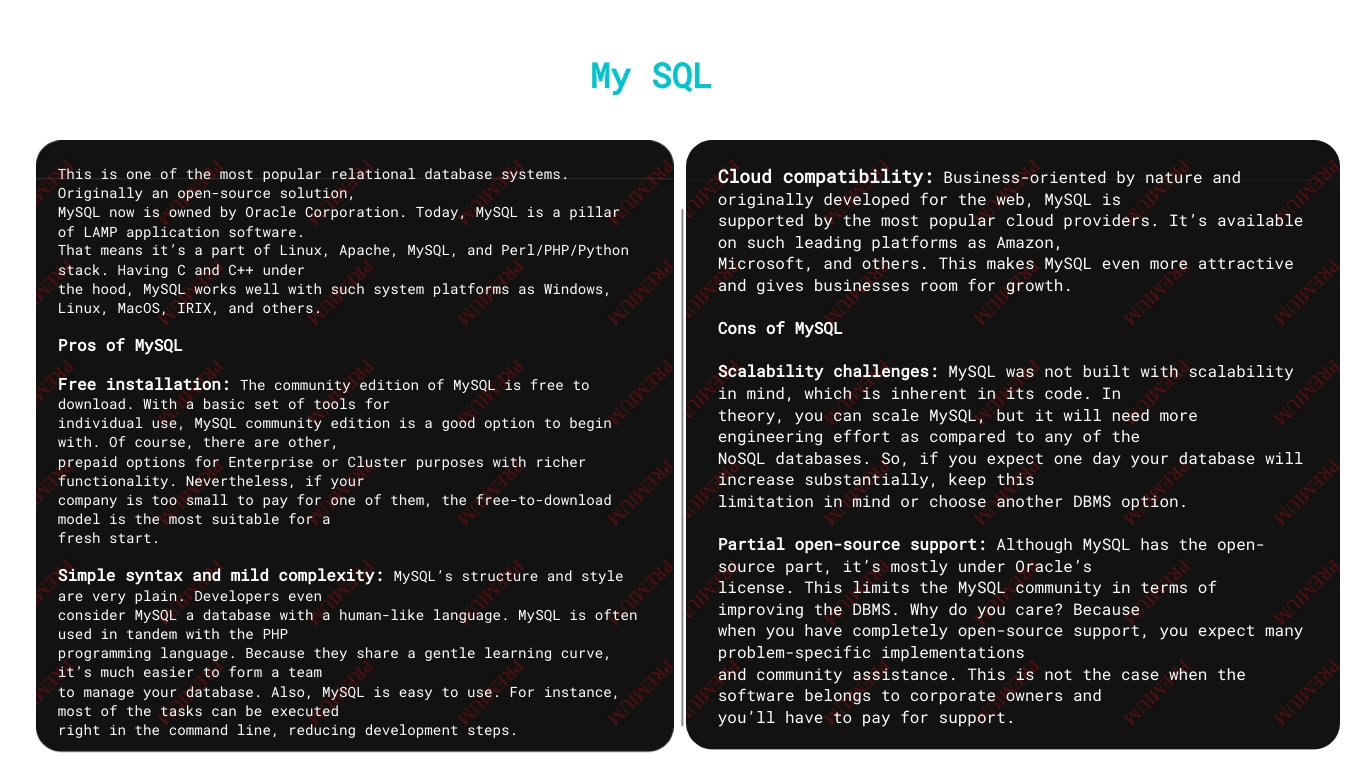 My SQL
This is one of the most popular relational database systems.
Originally an open-source solution,
MySQL now is owned by Oracle Corporation. Today, MySQL is a pillar
of LAMP application software.
That means it’s a part of Linux, Apache, MySQL, and Perl/PHP/Python
stack. Having C and C++ under
the hood, MySQL works well with such system platforms as Windows,
Linux, MacOS, IRIX, and others.
Pros of MySQL
Free installation: The community edition of MySQL is free to
download. With a basic set of tools for
individual use, MySQL community edition is a good option to begin
with. Of course, there are other,
prepaid options for Enterprise or Cluster purposes with richer
functionality. Nevertheless, if your
company is too small to pay for one of them, the free-to-download
model is the most suitable for a
fresh start.
Simple syntax and mild complexity: MySQL’s structure and style
are very plain. Developers even
consider MySQL a database with a human-like language. MySQL is often
used in tandem with the PHP
programming language. Because they share a gentle learning curve,
it’s much easier to form a team
to manage your database. Also, MySQL is easy to use. For instance,
most of the tasks can be executed
right in the command line, reducing development steps.
Cloud compatibility: Business-oriented by nature and
originally developed for the web, MySQL is
supported by the most popular cloud providers. It’s available
on such leading platforms as Amazon,
Microsoft, and others. This makes MySQL even more attractive
and gives businesses room for growth.
Cons of MySQL
Scalability challenges: MySQL was not built with scalability
in mind, which is inherent in its code. In
theory, you can scale MySQL, but it will need more
engineering effort as compared to any of the
NoSQL databases. So, if you expect one day your database will
increase substantially, keep this
limitation in mind or choose another DBMS option.
Partial open-source support: Although MySQL has the open-
source part, it’s mostly under Oracle’s
license. This limits the MySQL community in terms of
improving the DBMS. Why do you care? Because
when you have completely open-source support, you expect many
problem-specific implementations
and community assistance. This is not the case when the
software belongs to corporate owners and
you’ll have to pay for support.
PREMIUM